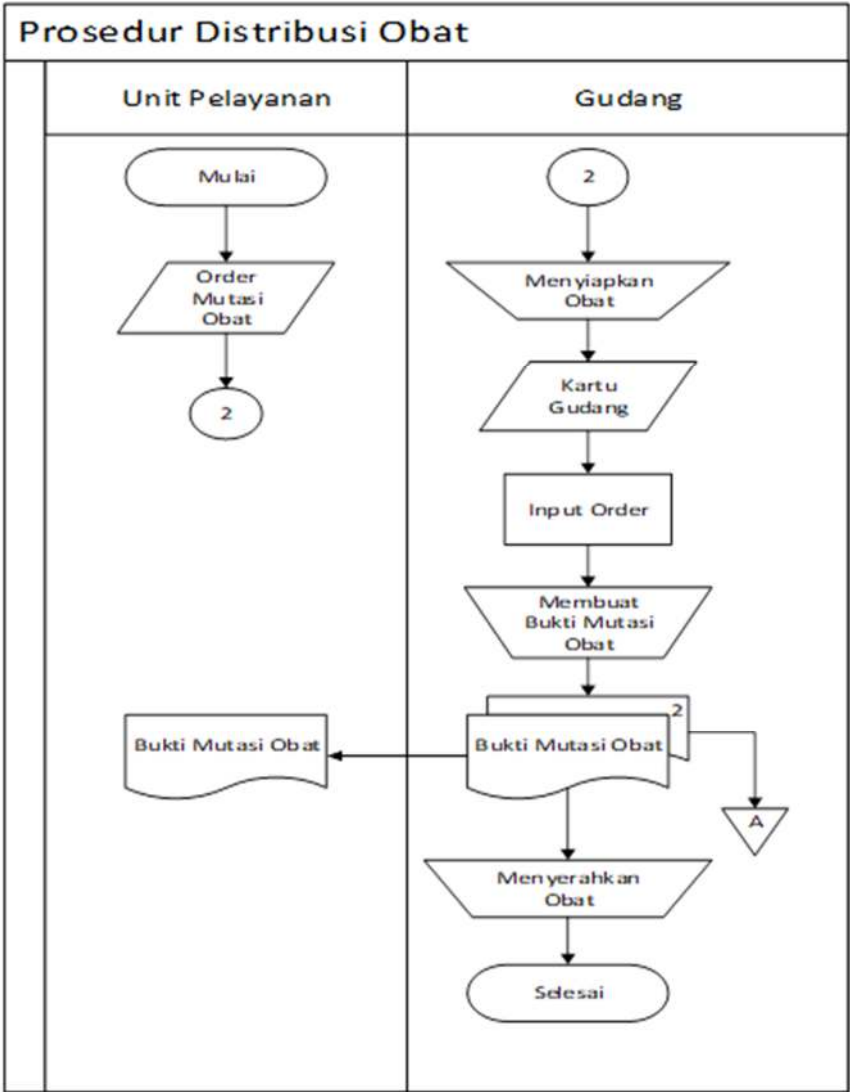 Prosedur Distribusi Obat
Unit Pelayanan
Gudang
Mulai
Order
Mutasi
Obat
2
2
Menyiapkan
Obat
Kartu
Gudang
Input Order
Membuat
Bukti Mutasi
Obat
2
Bukti Mutasi Obat
Bukti Mutasi Obat
A
Menyerahkan
Obat
Selesai